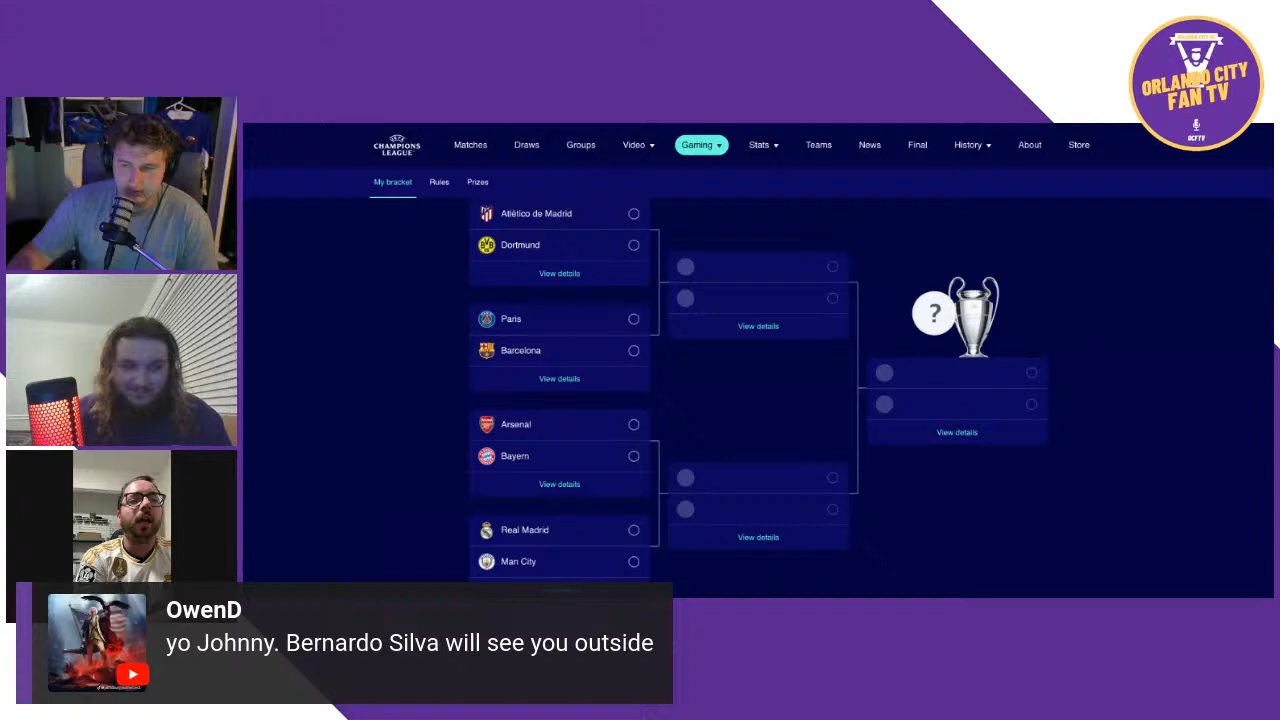 ORLANDO CITY
FAN TV
OCFTV
CHAMPIONS
LEAGUE
Matches
Draws
Groups
Video
Gaming
Stats
Teams
News
Final
History
About
Store
My bracket
Rules
Prizes
Atlético de Madrid
Dortmund
View details
Paris
Barcelona
View details
Arsenal
Bayern
View details
Real Madrid
Man City
View details
View details
?
View details
OwenD
yo Johnny. Bernardo Silva will see you outside